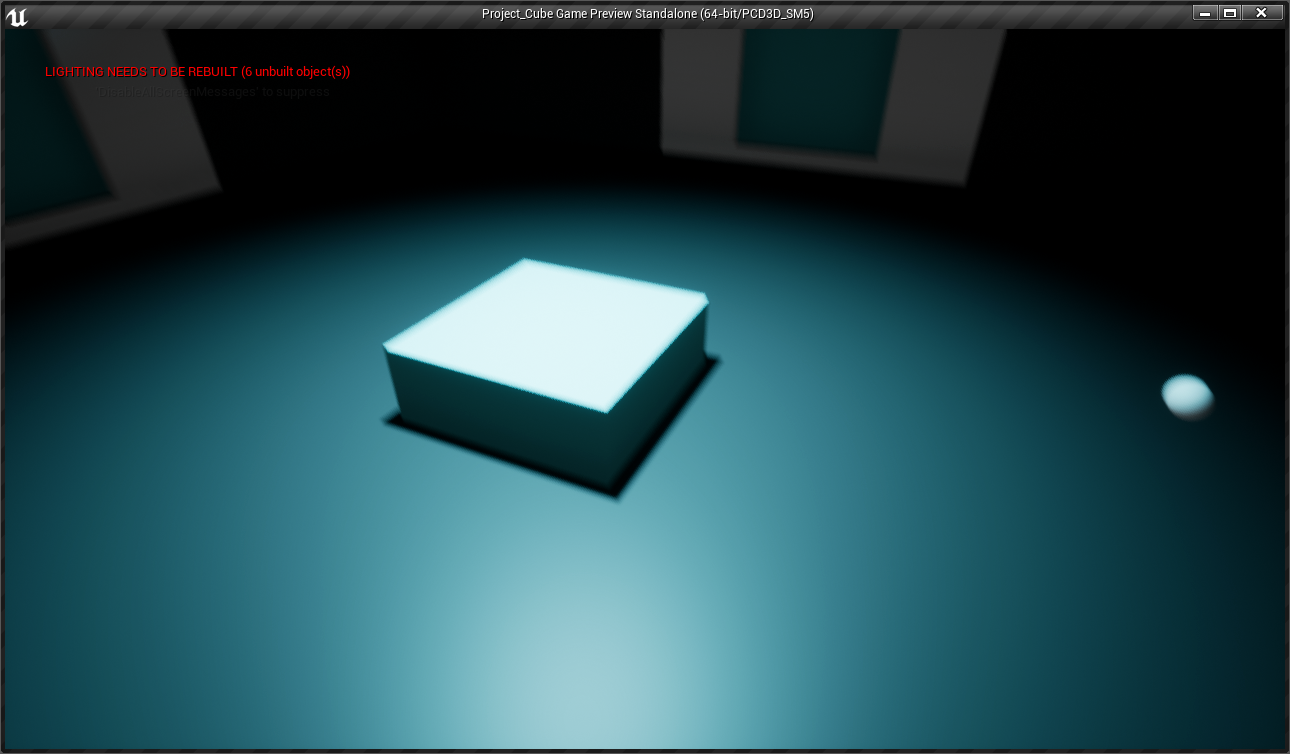 Project_Cube Game Preview Standalone (64-bit/PCD3D_SM5)
LIGHTING NEEDS TO BE REBUILT (6 unbuilt object(s))
'DisableAllScreenMessages' to suppress